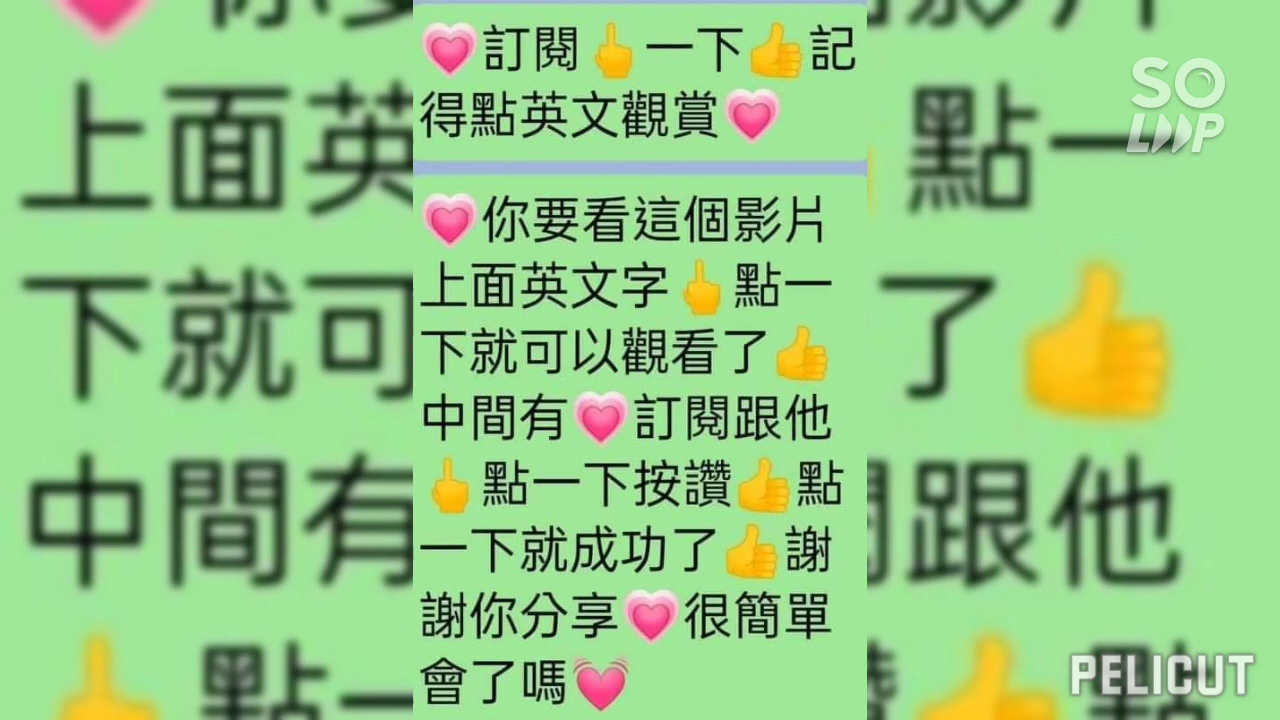 💗訂閱🖕一下👍記
得點英文觀賞💗
💗你要看這個影片
上面英文字🖕點一
下就可以觀看了👍
中間有💗訂閱跟他
🖕點一下按讚👍點
一下就成功了👍謝
謝你分享💗很簡單
會了嗎💓
SO
LOOP
PELICUT